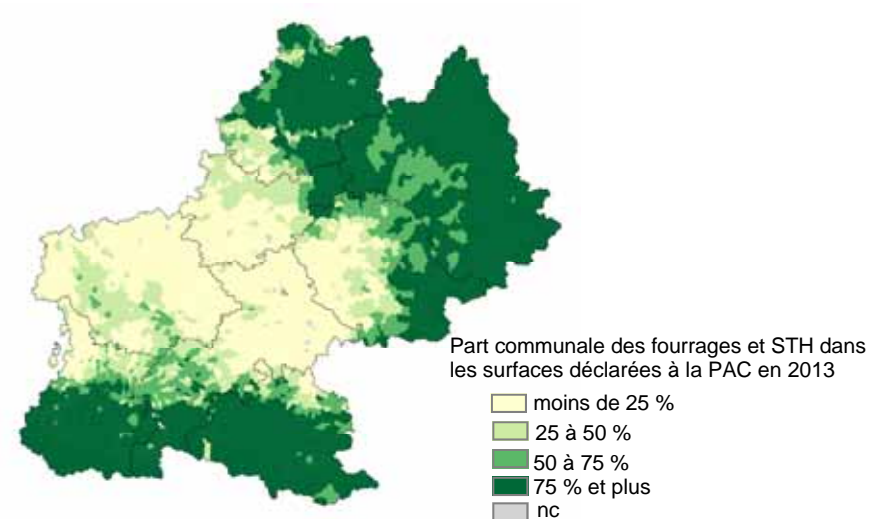 Part communale des fourrages et STH dans
les surfaces déclarées à la PAC en 2013
moins de 25 %
25 à 50 %
50 à 75 %
75 % et plus
nc